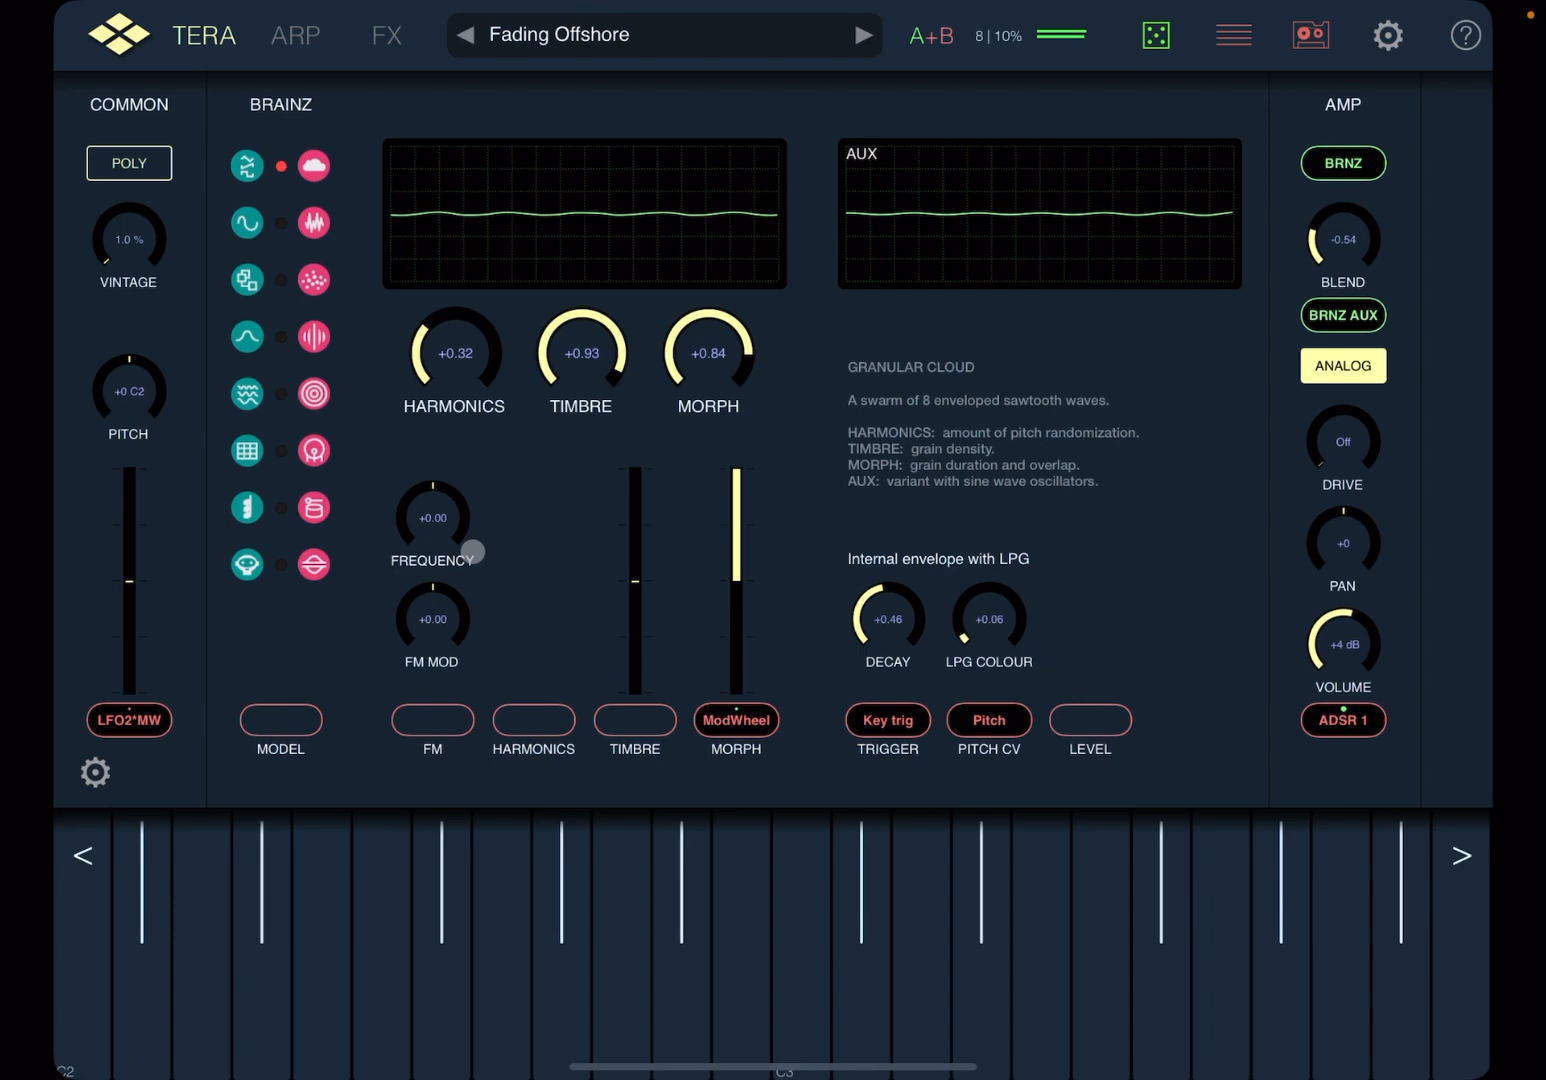 TERA
ARP
FX
Fading Offshore
A+B
8 | 10%
?
COMMON
BRAINZ
AMP
POLY
1.0 %
VINTAGE
+0 C2
PITCH
LFO2*MW
MODEL
+0.32
HARMONICS
+0.93
TIMBRE
+0.84
MORPH
+0.00
FREQUENCY
+0.00
FM MOD
FM
HARMONICS
TIMBRE
ModWheel
MORPH
AUX
GRANULAR CLOUD
A swarm of 8 enveloped sawtooth waves.
HARMONICS: amount of pitch randomization.
TIMBRE: grain density.
MORPH: grain duration and overlap.
AUX: variant with sine wave oscillators.
Internal envelope with LPG
+0.46
DECAY
+0.06
LPG COLOUR
Key trig
TRIGGER
Pitch
PITCH CV
LEVEL
BRNZ
-0.54
BLEND
BRNZ AUX
ANALOG
Off
DRIVE
+0
PAN
+4 dB
VOLUME
ADSR 1
<
>
C2
C3